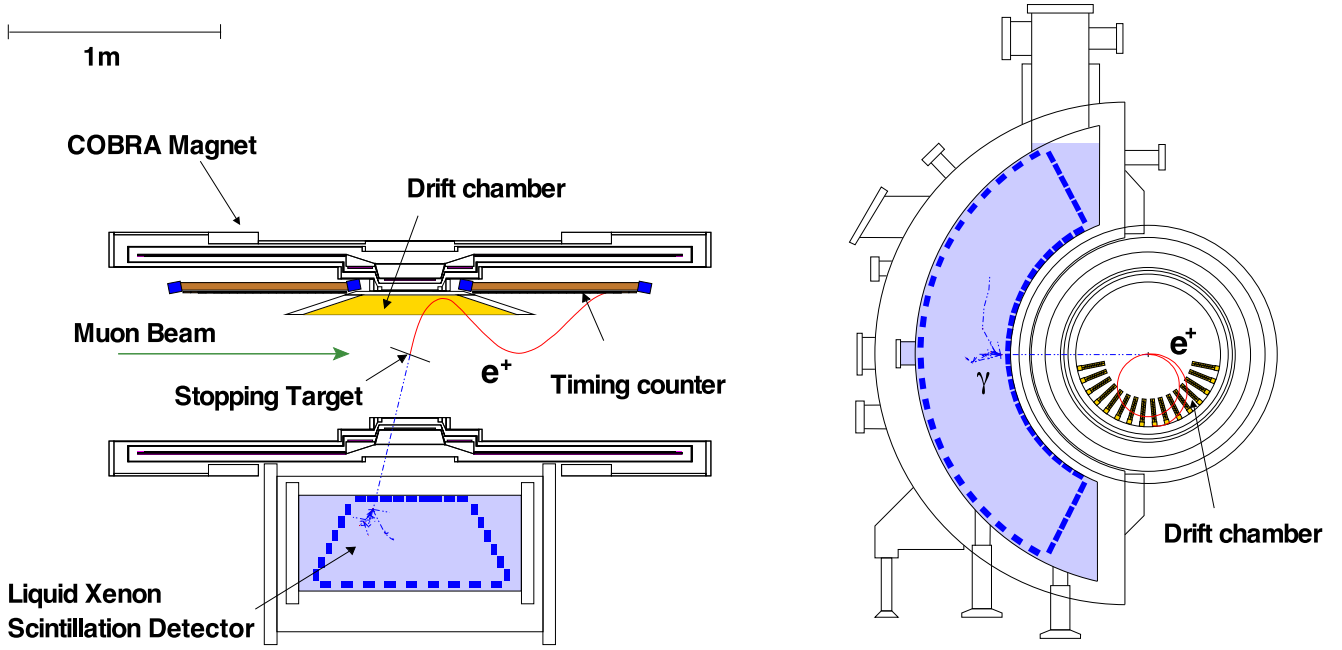 1m
COBRA Magnet
Drift chamber
Muon Beam
Stopping Target
e+
Timing counter
Liquid Xenon
Scintillation Detector
γ
e+
Drift chamber